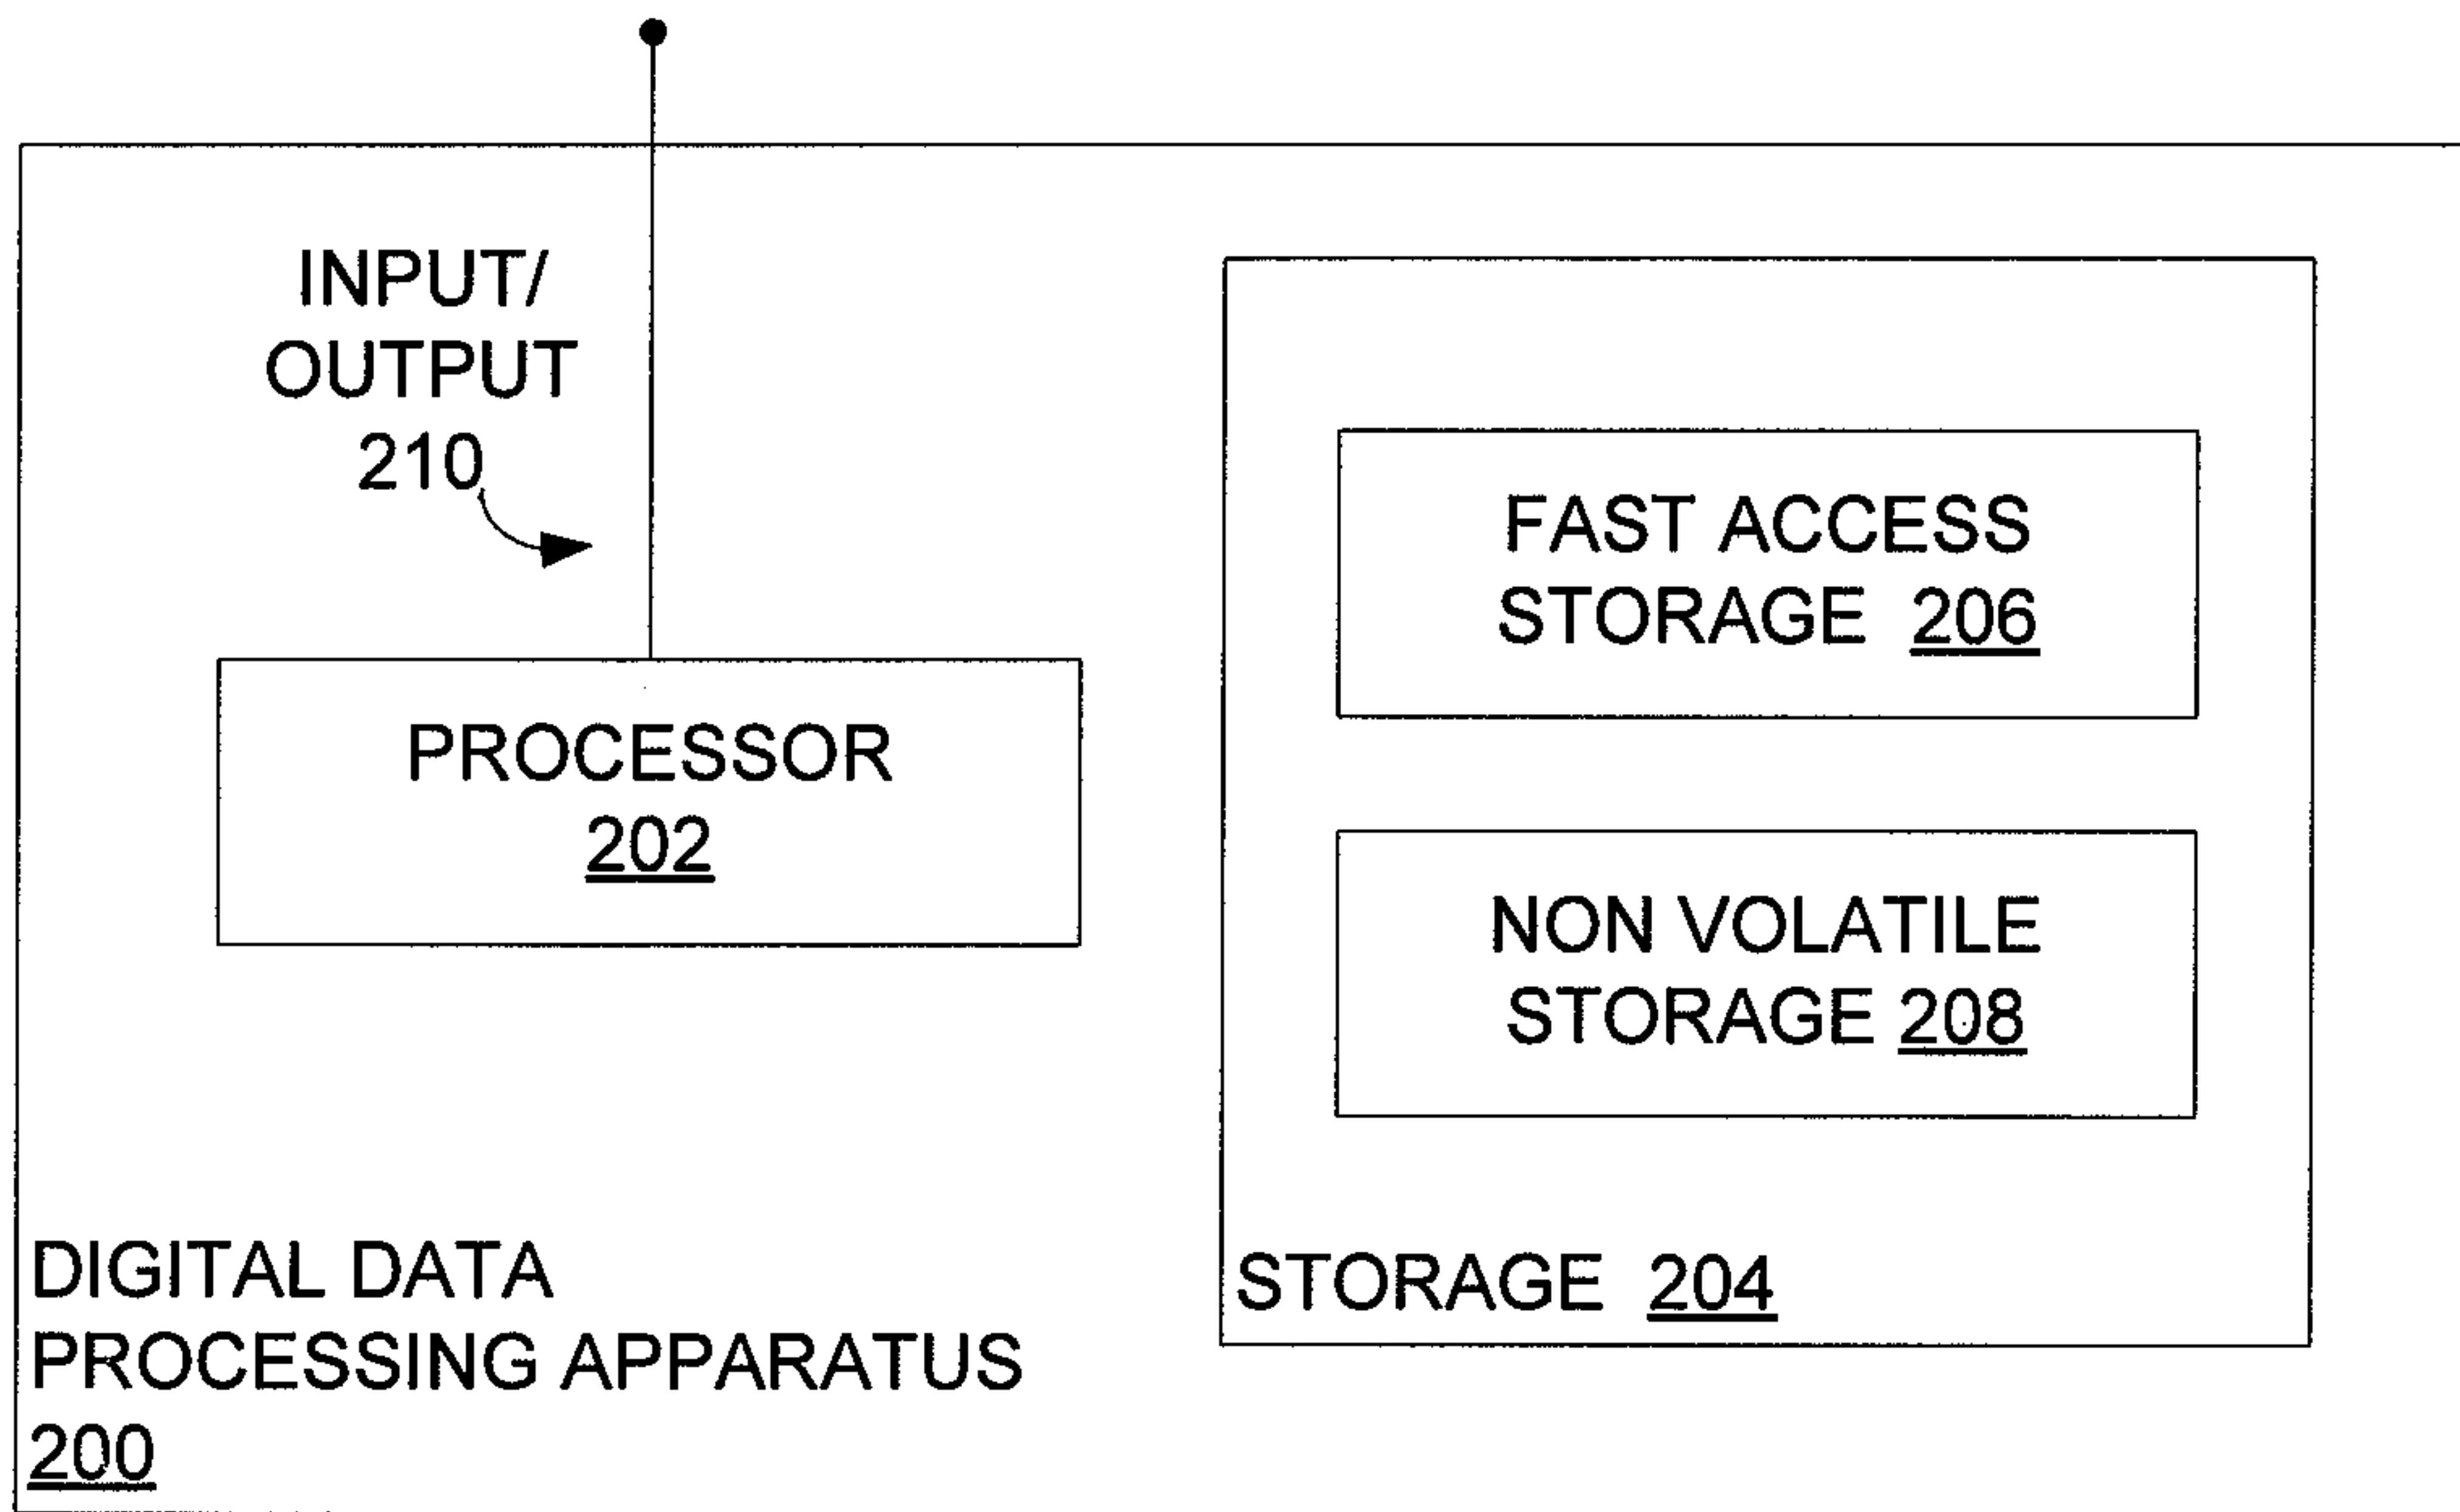 INPUT/
OUTPUT
210
PROCESSOR
202
FAST ACCESS
STORAGE 206
NON VOLATILE
STORAGE 208
STORAGE 204
DIGITAL DATA
PROCESSING APPARATUS
200